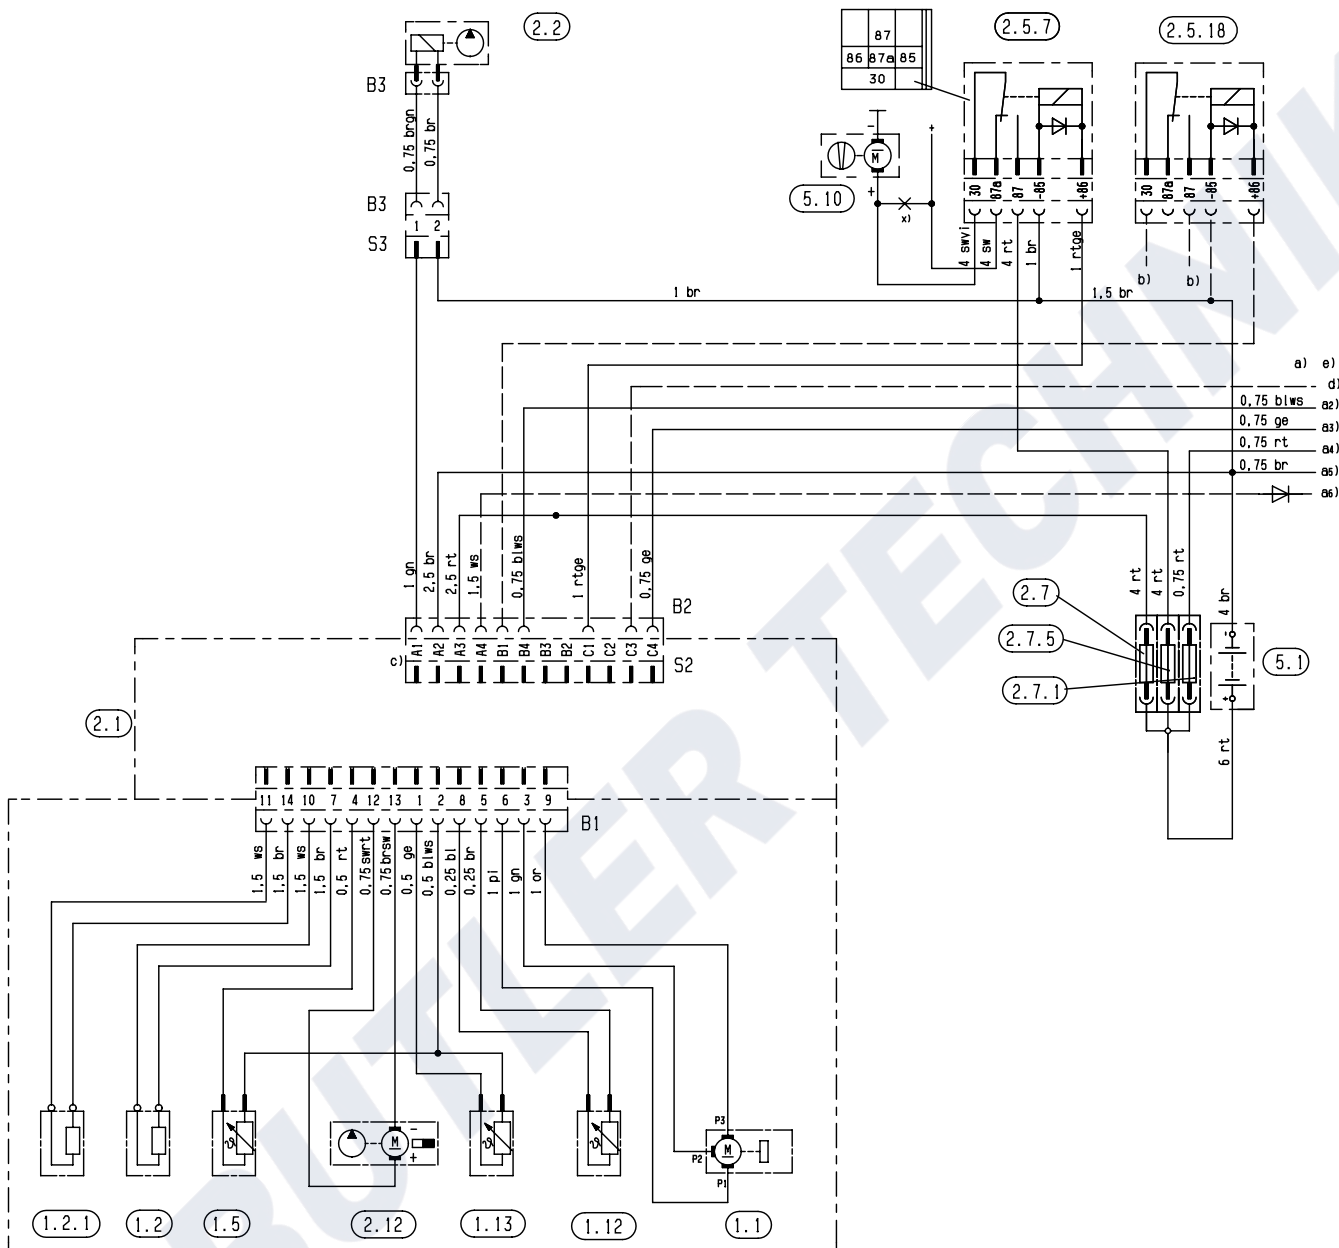 2.2
87
86 87a 85
30
2.5.7
2.5.18
B3
0,75 brgn
0,75 br
-
M
+
+
x)
5.10
30
87a
87
-85
+86
30
87a
87
-85
+86
B3
1 2
S3
4 swvi
4 sw
4 rt
1 br
1 rtge
b)
b)
1 br
1,5 br
a) e)
d)
0,75 blws a2)
0,75 ge a3)
0,75 rt a4)
0,75 br a5)
a6)
1 gn
2,5 br
2,5 rt
1,5 ws
0,75 blws
1 rtge
0,75 ge
4 rt
4 rt
0,75 rt
4 br
B2
c)
A1
A2
A3
A4
B1
B4
B3
B2
C1
C2
C3
C4
S2
2.7
2.7.5
2.7.1
-
+
5.1
6 rt
2.1
11 14 10 7 4 12 13 1 2 8 5 6 3 9
B1
1,5 ws
1,5 br
1,5 ws
1,5 br
0,5 rt
0,75 swrt
0,75 brsw
0,5 ge
0,5 blws
0,25 bl
0,25 br
1 pi
1 gn
1 or
ϑ
M
-
+
ϑ
ϑ
P3
P2
M
P1
1.2.1
1.2
1.5
2.12
1.13
1.12
1.1
BUTLER TECHNIK